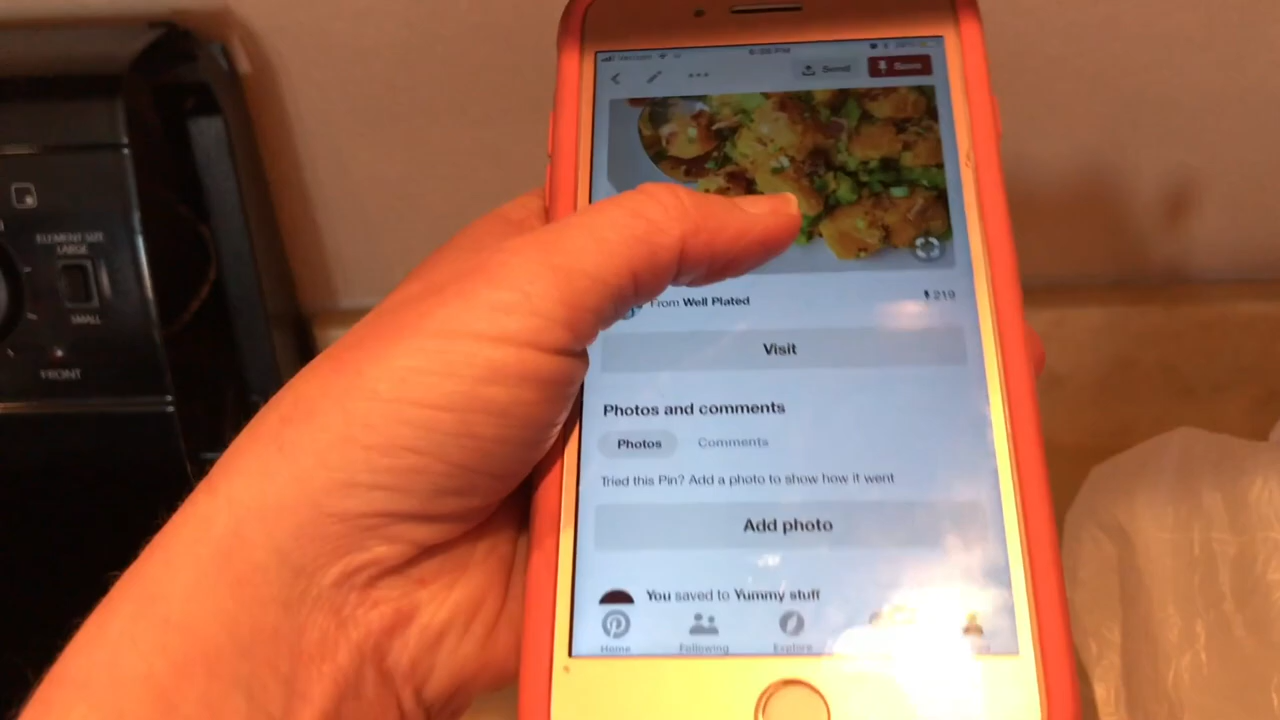 Verizon
Send
Save
From Well Plated
219
Visit
Photos and comments
Photos
Comments
Tried this Pin? Add a photo to show how it went
Add photo
You saved to Yummy stuff
Home
Following
Explore
ELEMENT SIZE
LARGE
SMALL
FRONT